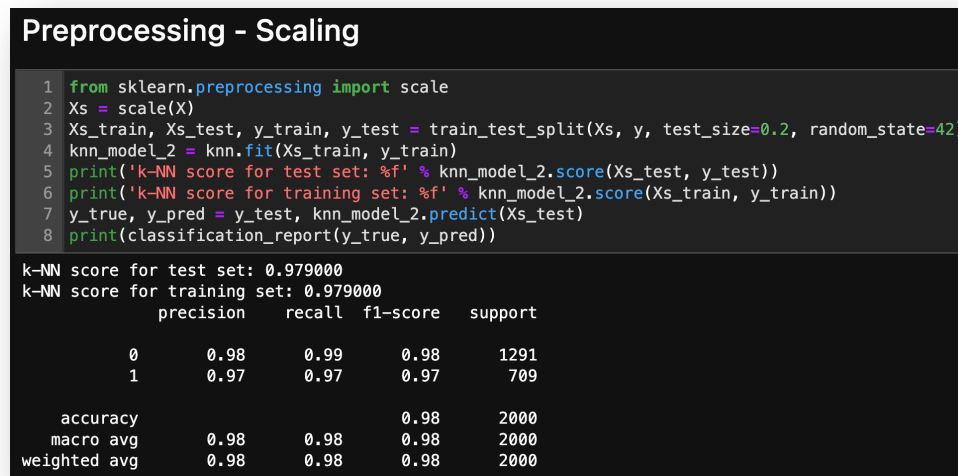 Preprocessing - Scaling
1 from sklearn.preprocessing import scale
2 Xs = scale(X)
3 Xs_train, Xs_test, y_train, y_test = train_test_split(Xs, y, test_size=0.2, random_state=42)
4 knn_model_2 = knn.fit(Xs_train, y_train)
5 print('k-NN score for test set: %f' % knn_model_2.score(Xs_test, y_test))
6 print('k-NN score for training set: %f' % knn_model_2.score(Xs_train, y_train))
7 y_true, y_pred = y_test, knn_model_2.predict(Xs_test)
8 print(classification_report(y_true, y_pred))
k-NN score for test set: 0.979000
k-NN score for training set: 0.979000
precision recall f1-score support
0 0.98 0.99 0.98 1291
1 0.97 0.97 0.97 709
accuracy 0.98 2000
macro avg 0.98 0.98 0.98 2000
weighted avg 0.98 0.98 0.98 2000